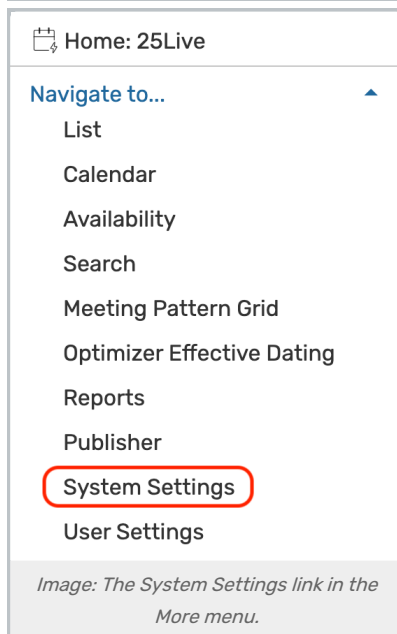 Home: 25Live
Navigate to...
List
Calendar
Availability
Search
Meeting Pattern Grid
Optimizer Effective Dating
Reports
Publisher
System Settings
User Settings
Image: The System Settings link in the
More menu.